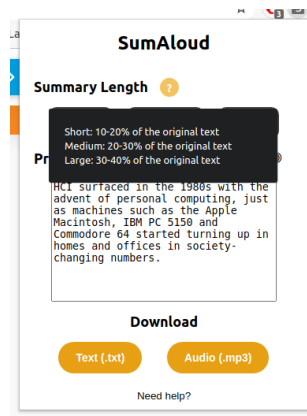 La
3
SumAloud
Summary Length ?
Short: 10-20% of the original text
Medium: 20-30% of the original text
Large: 30-40% of the original text
Pr
HCI surfaced in the 1980s with the
advent of personal computing, just
as machines such as the Apple
Macintosh, IBM PC 5150 and
Commodore 64 started turning up in
homes and offices in society-
changing numbers.
Download
Text (.txt) Audio (.mp3)
Need help?